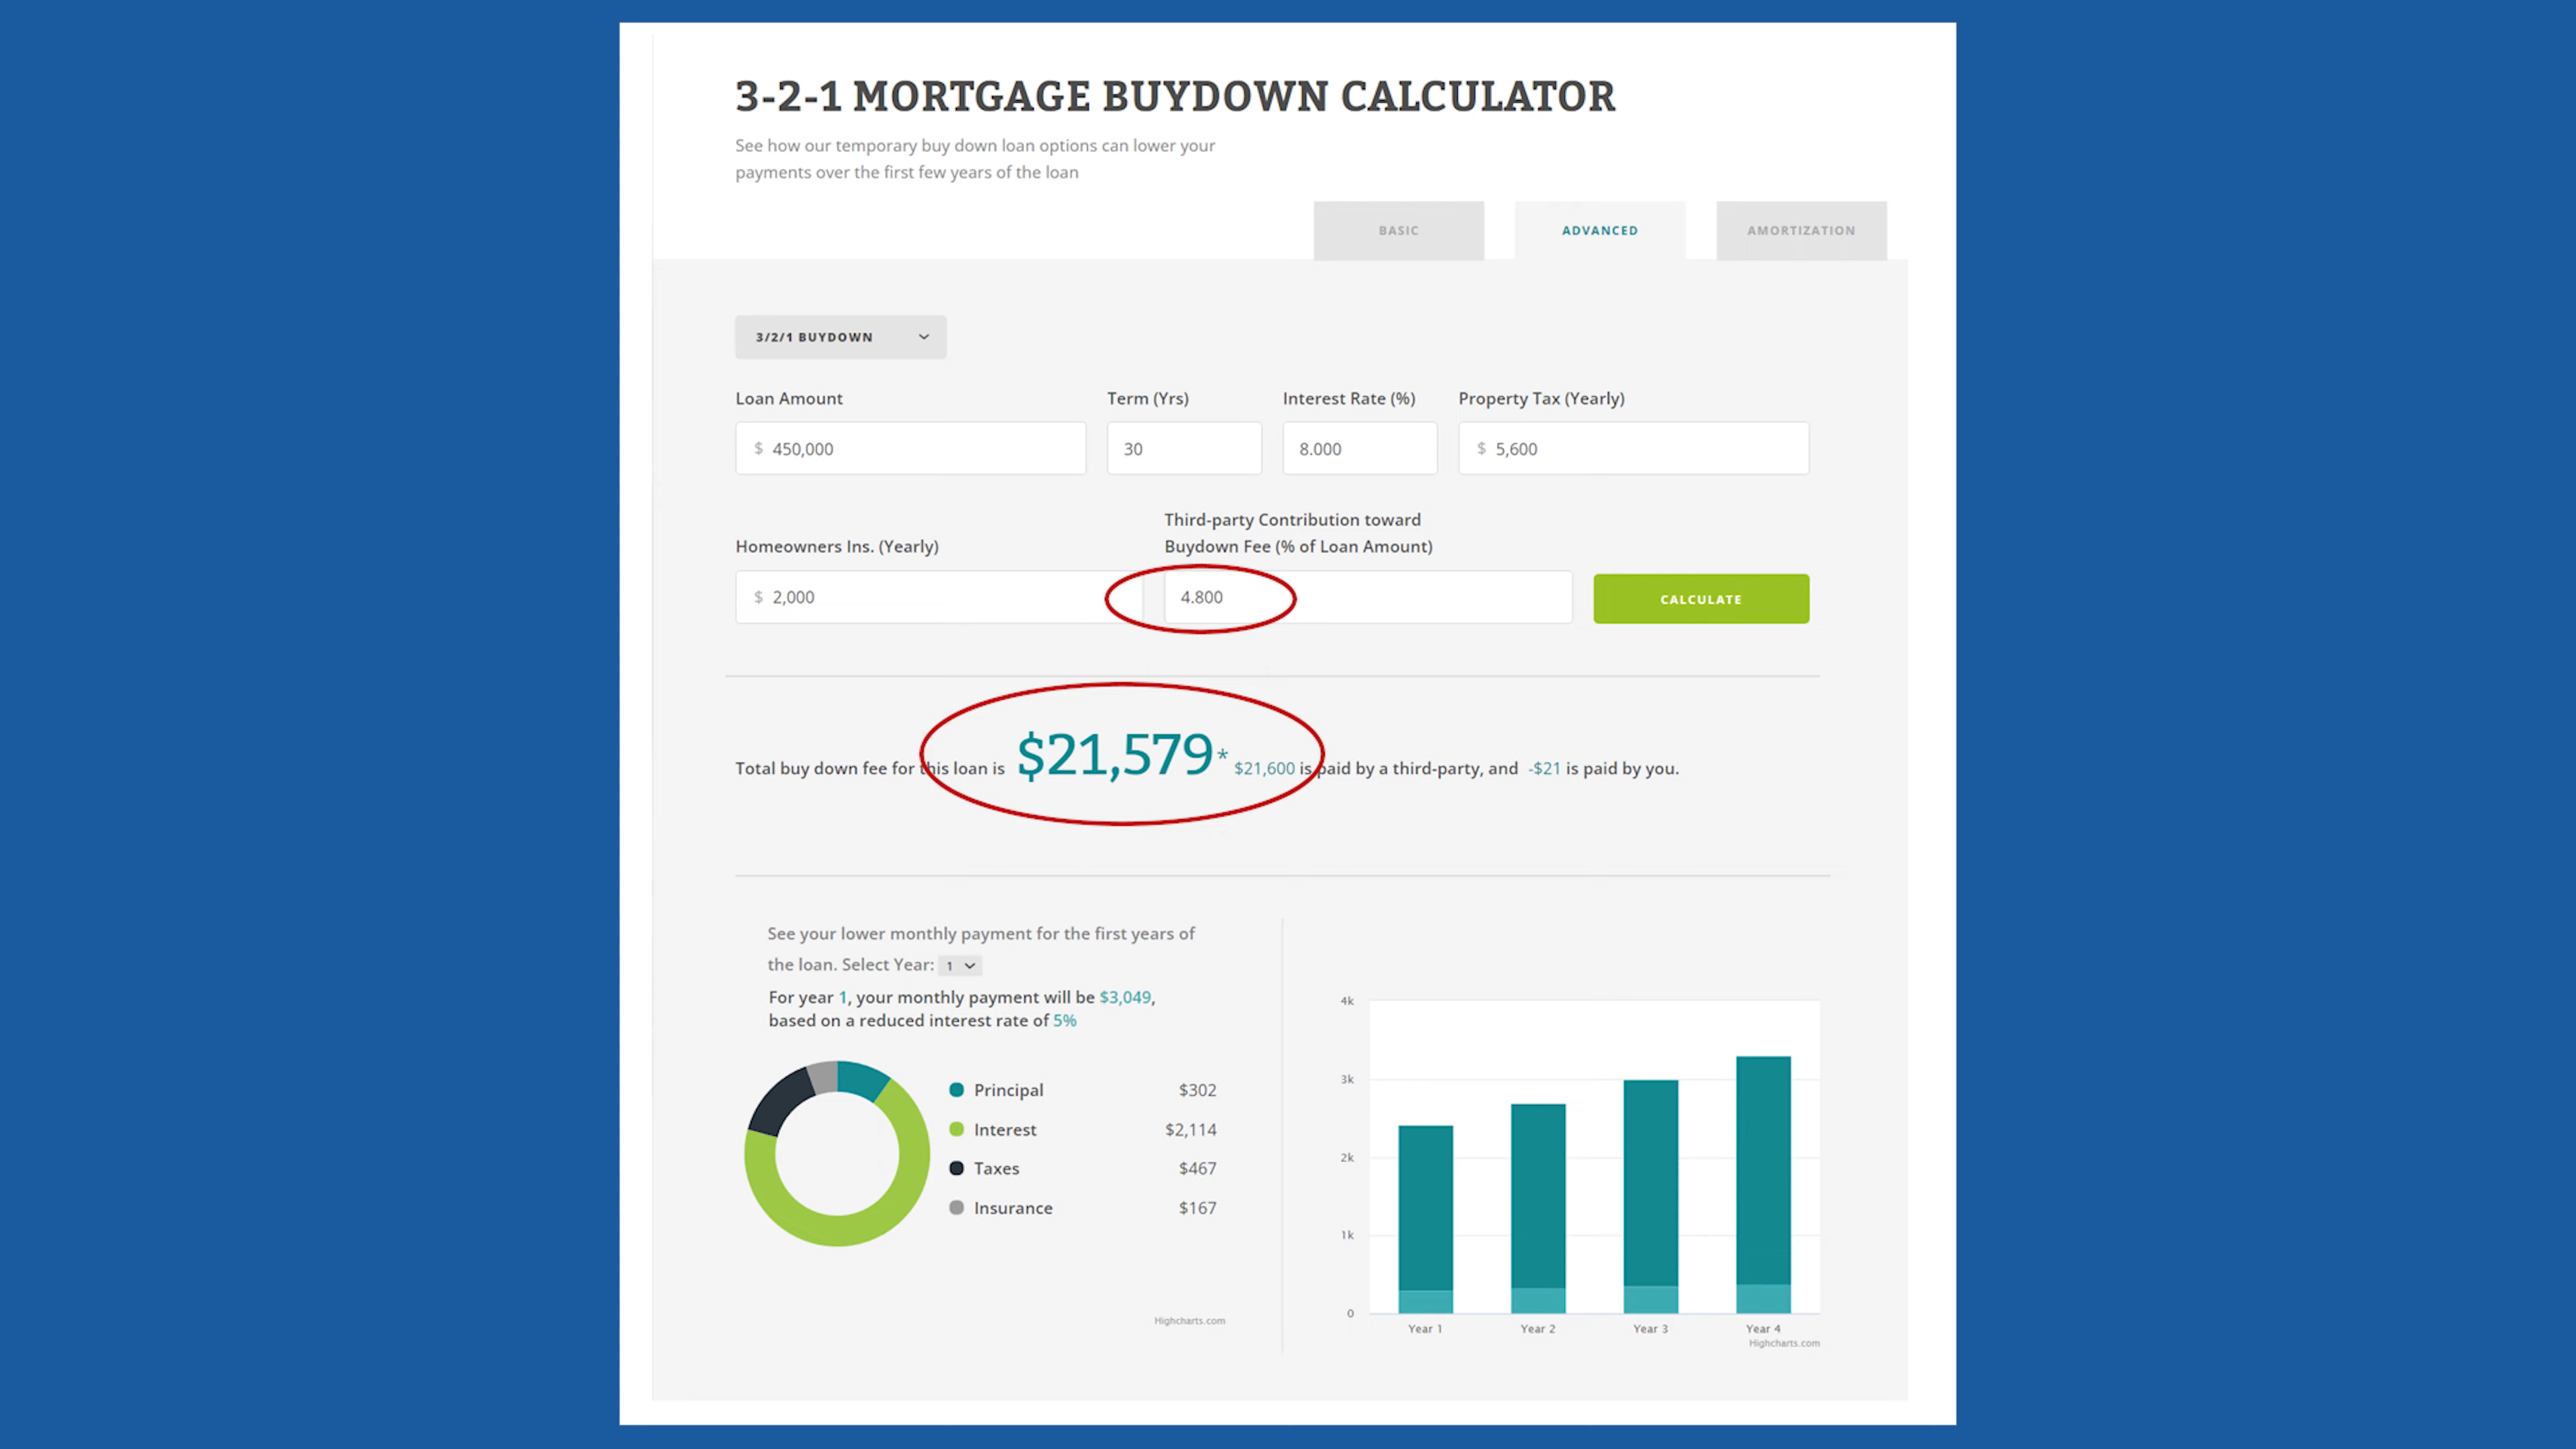 3-2-1 MORTGAGE BUYDOWN CALCULATOR
See how our temporary buy down loan options can lower your
payments over the first few years of the loan
BASIC
ADVANCED
AMORTIZATION
3/2/1 BUYDOWN
Loan Amount
Term (Yrs)
Interest Rate (%)
Property Tax (Yearly)
$ 450,000
30
8.000
$ 5,600
Homeowners Ins. (Yearly)
Third-party Contribution toward
Buydown Fee (% of Loan Amount)
$ 2,000
4.800
CALCULATE
Total buy down fee for this loan is $21,579* $21,600 is paid by a third-party, and -$21 is paid by you.
See your lower monthly payment for the first years of
the loan. Select Year: 1
For year 1, your monthly payment will be $3,049,
based on a reduced interest rate of 5%
Principal $302
Interest $2,114
Taxes $467
Insurance $167
Highcharts.com
4k
3k
2k
1k
0
Year 1 Year 2 Year 3 Year 4
Highcharts.com